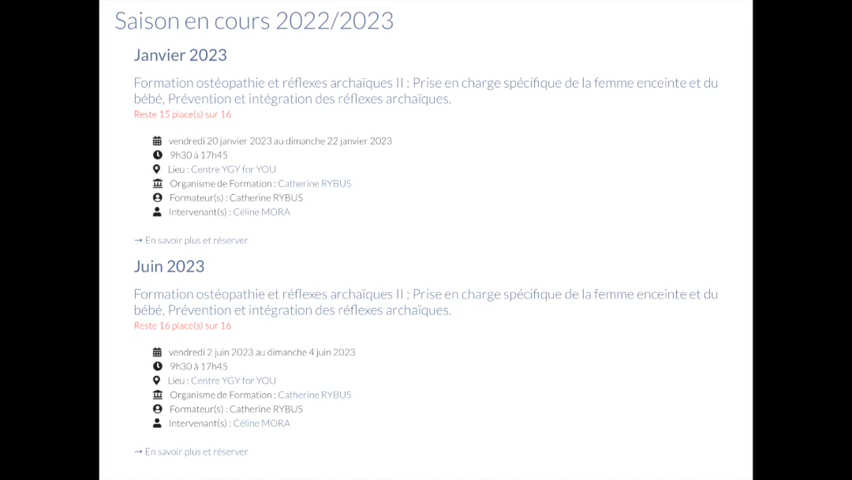 Saison en cours 2022/2023
Janvier 2023
Formation ostéopathie et réflexes archaïques II : Prise en charge spécifique de la femme enceinte et du
bébé, Prévention et intégration des réflexes archaïques.
Reste 15 place(s) sur 16
vendredi 20 janvier 2023 au dimanche 22 janvier 2023
9h30 à 17h45
Lieu : Centre YGY for YOU
Organisme de Formation : Catherine RYBUS
Formateur(s) : Catherine RYBUS
Intervenant(s) : Céline MORA
→ En savoir plus et réserver
Juin 2023
Formation ostéopathie et réflexes archaïques II : Prise en charge spécifique de la femme enceinte et du
bébé, Prévention et intégration des réflexes archaïques.
Reste 16 place(s) sur 16
vendredi 2 juin 2023 au dimanche 4 juin 2023
9h30 à 17h45
Lieu : Centre YGY for YOU
Organisme de Formation : Catherine RYBUS
Formateur(s) : Catherine RYBUS
Intervenant(s) : Céline MORA
→ En savoir plus et réserver